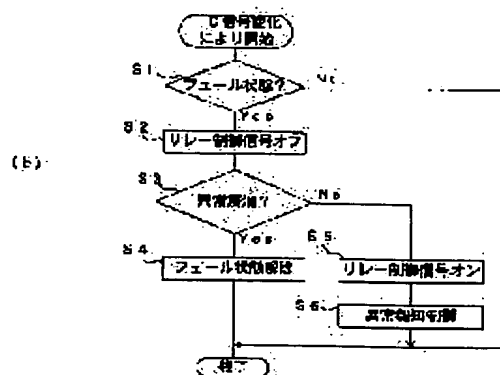 C信号変化
により開始
S1
フェール状態?
No
Yes
S2
リレー制御信号オフ
(B)
S3
異常解消?
No
Yes
S4
フェール状態解除
S5
リレー制御信号オン
S6
異常報知制御
終了